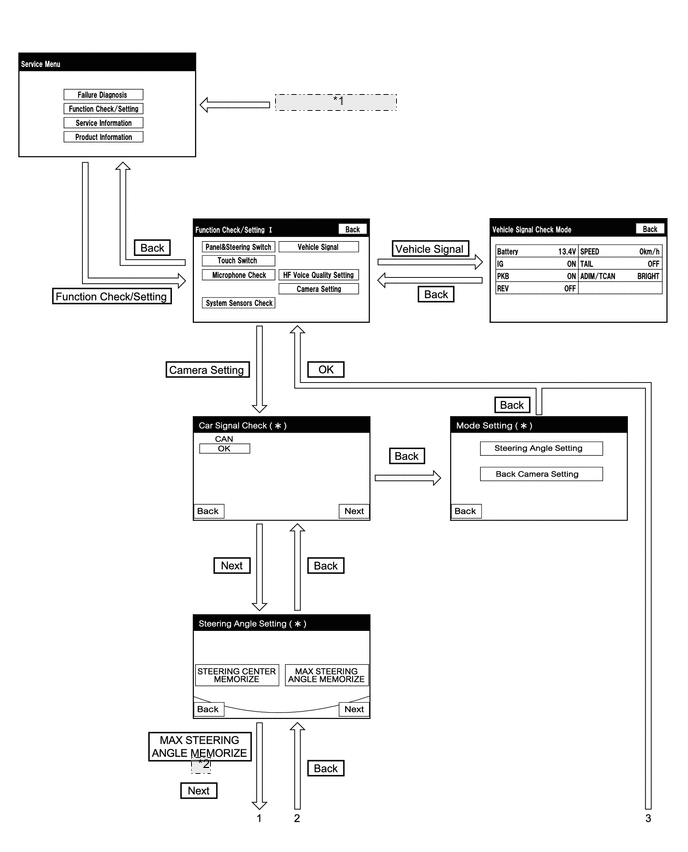 Service Menu
Failure Diagnosis
Function Check/Setting
Service Information
Product Information
*1
Back
Function Check/Setting
Function Check/Setting I
Back
Panel&Steering Switch
Vehicle Signal
Touch Switch
Microphone Check
HF Voice Quality Setting
Camera Setting
System Sensors Check
Vehicle Signal
Back
Vehicle Signal Check Mode
Back
Battery 13.4V SPEED 0km/h
IG ON TAIL OFF
PKB ON ADIM/TCAN BRIGHT
REV OFF
Camera Setting
OK
Back
Car Signal Check ( * )
CAN
OK
Back
Next
Back
Mode Setting ( * )
Steering Angle Setting
Back Camera Setting
Back
Next
Back
Steering Angle Setting ( * )
STEERING CENTER
MEMORIZE
MAX STEERING
ANGLE MEMORIZE
Back
Next
MAX STEERING
ANGLE MEMORIZE
*2
Next
Back
1
2
3